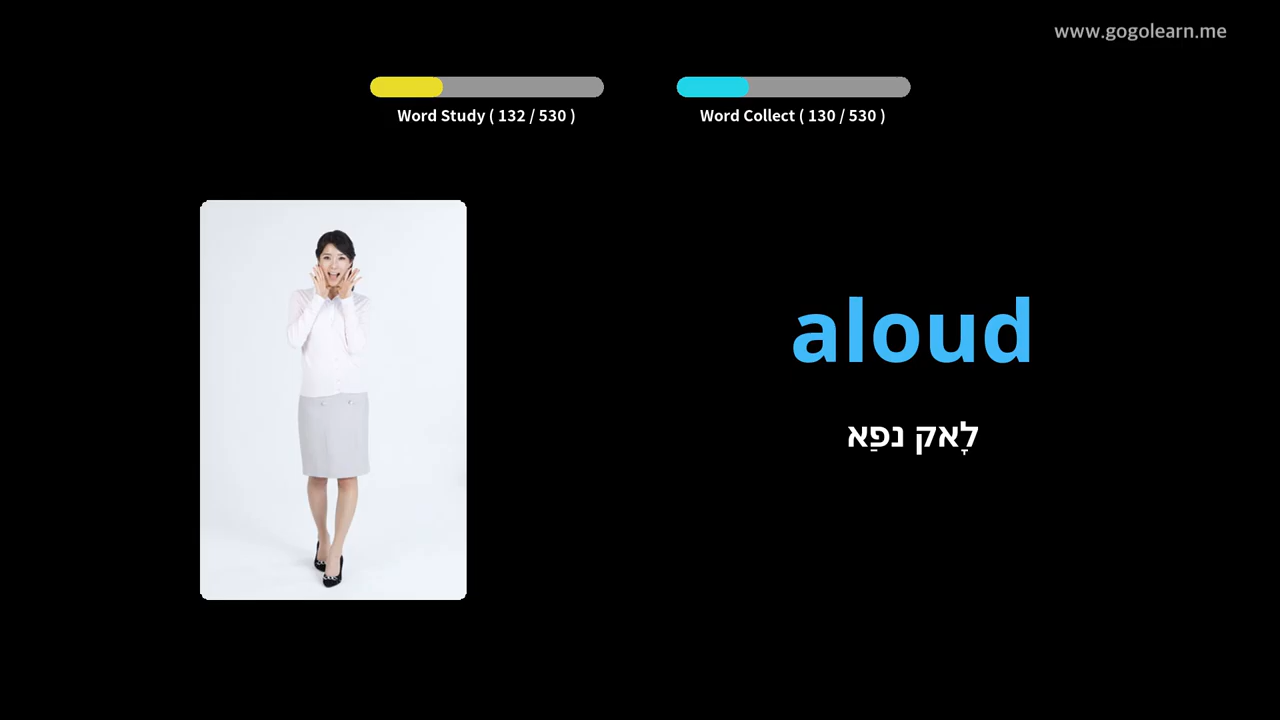 www.gogolearn.me
Word Study ( 132 / 530 )
Word Collect ( 130 / 530 )
aloud
לָאק נפַא